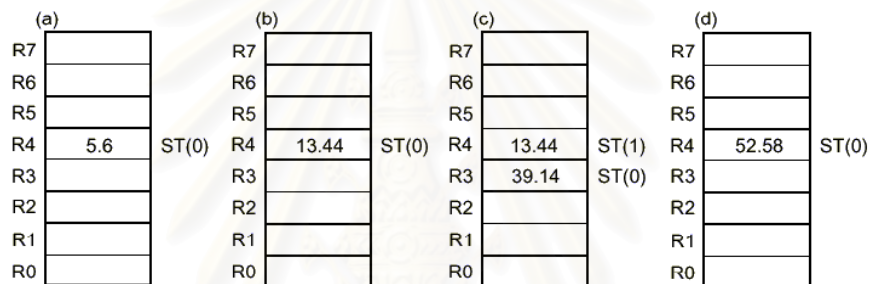 (a) (b) (c) (d)
R7 R7 R7 R7
R6 R6 R6 R6
R5 R5 R5 R5
R4 5.6 ST(0) R4 13.44 ST(0) R4 13.44 ST(1) R4 52.58 ST(0)
R3 R3 R3 39.14 ST(0) R3
R2 R2 R2 R2
R1 R1 R1 R1
R0 R0 R0 R0